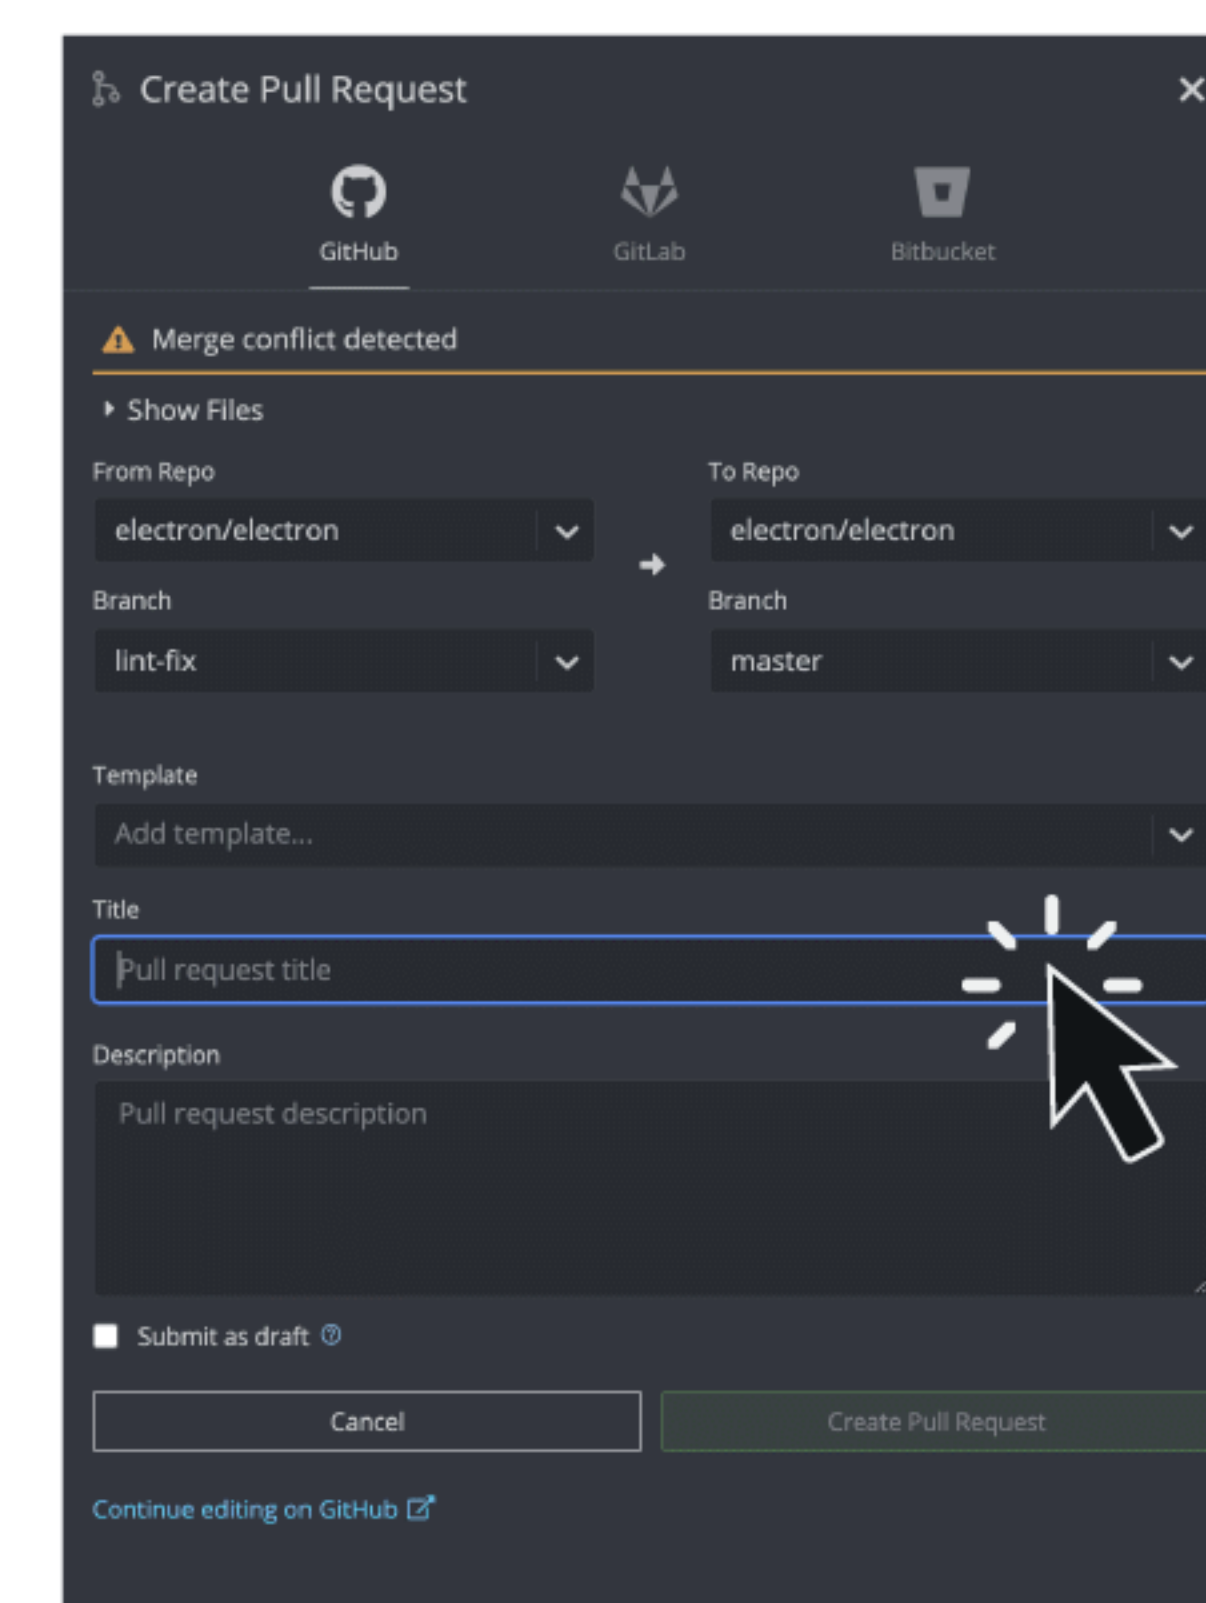 Create Pull Request
GitHub GitLab Bitbucket
Merge conflict detected
Show Files
From Repo To Repo
electron/electron electron/electron
Branch Branch
lint-fix master
Template
Add template...
Title
Pull request title
Description
Pull request description
Submit as draft
Cancel Create Pull Request
Continue editing on GitHub